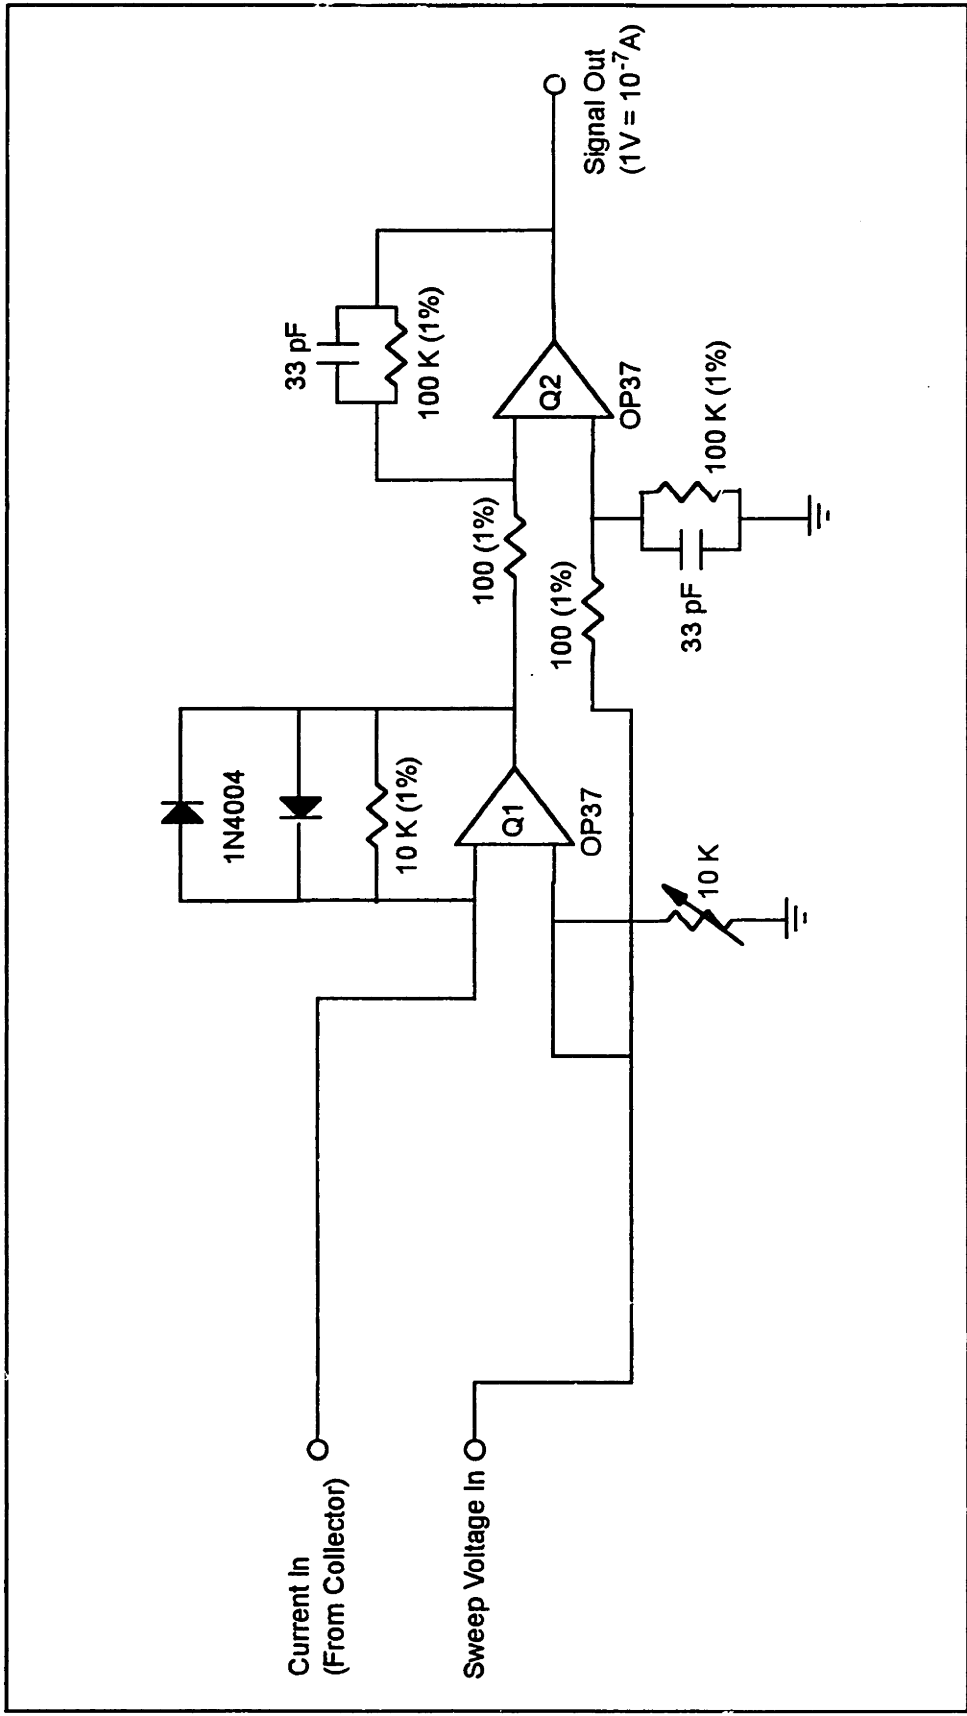 Current In
(From Collector)
Sweep Voltage In
1N4004
10 K (1%)
Q1
OP37
10 K
100 (1%)
100 (1%)
33 pF
100 K (1%)
Q2
OP37
33 pF
100 K (1%)
Signal Out
(1V = 10⁻⁷A)